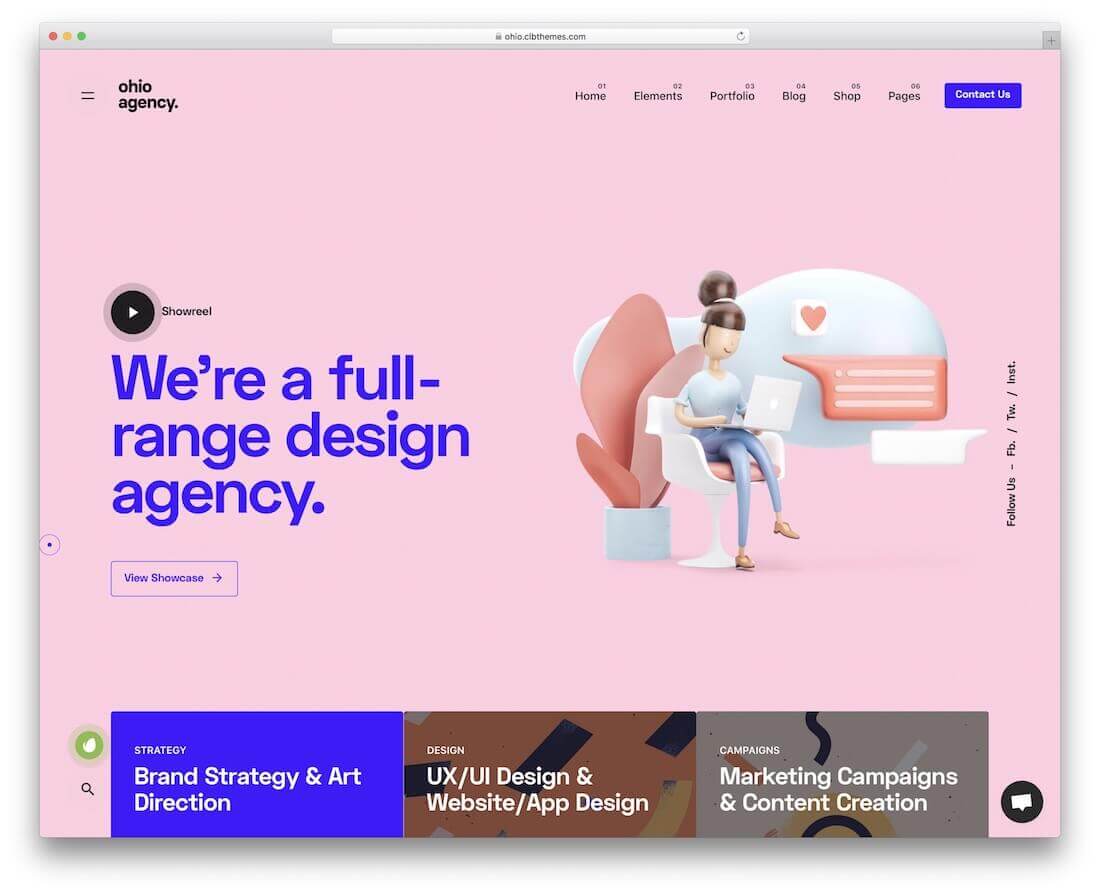 ohio.clbthemes.com
ohio
agency.
01 02 03 04 05 06
Home Elements Portfolio Blog Shop Pages Contact Us
Showreel
We’re a full-
range design
agency.
View Showcase →
Follow Us – Fb. / Tw. / Inst.
STRATEGY
Brand Strategy & Art
Direction
DESIGN
UX/UI Design &
Website/App Design
CAMPAIGNS
Marketing Campaigns
& Content Creation